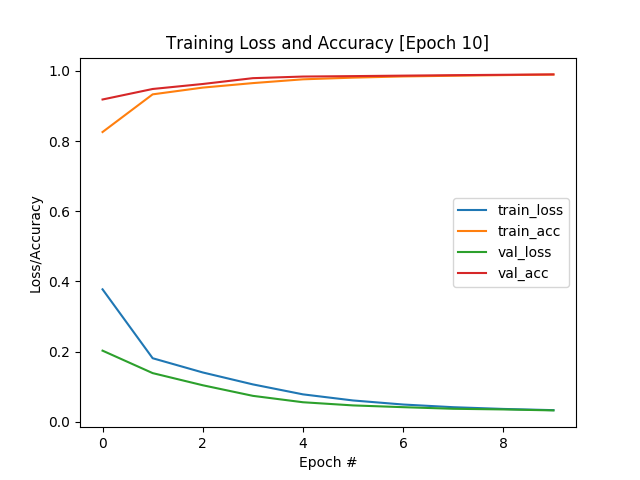 Training Loss and Accuracy [Epoch 10]
1.0
0.8
0.6
0.4
0.2
0.0
Loss/Accuracy
train_loss
train_acc
val_loss
val_acc
0 2 4 6 8
Epoch #